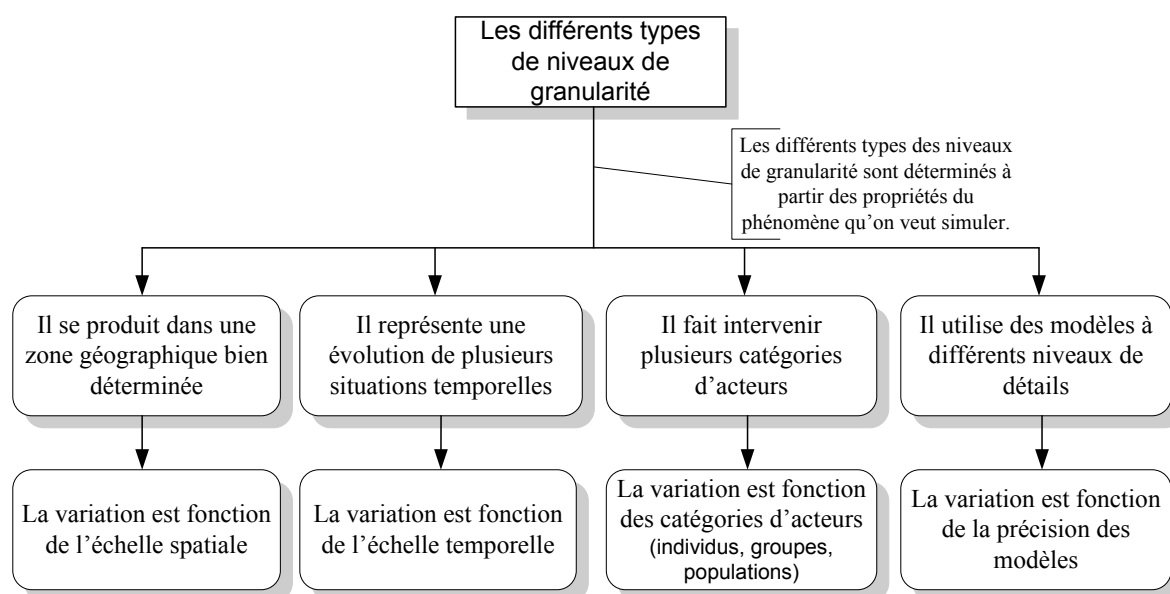 Les différents types
de niveaux de
granularité
Les différents types des niveaux
de granularité sont déterminés à
partir des propriétés du
phénomène qu’on veut simuler.
Il se produit dans une
zone géographique bien
déterminée
Il représente une
évolution de plusieurs
situations temporelles
Il fait intervenir
plusieurs catégories
d’acteurs
Il utilise des modèles à
différents niveaux de
détails
La variation est fonction
de l’échelle spatiale
La variation est fonction
de l’échelle temporelle
La variation est fonction
des catégories d’acteurs
(individus, groupes,
populations)
La variation est fonction
de la précision des
modèles